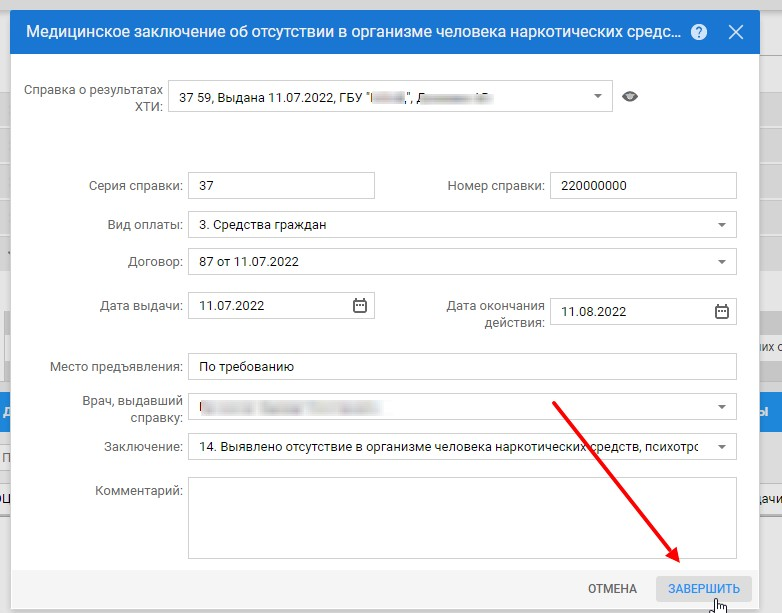 Медицинское заключение об отсутствии в организме человека наркотических средс... ?
Справка о результатах
ХТИ:
37 59, Выдана 11.07.2022, ГБУ "
Серия справки: 37
Номер справки: 220000000
Вид оплаты: 3. Средства граждан
Договор: 87 от 11.07.2022
Дата выдачи: 11.07.2022
Дата окончания
действия:
11.08.2022
Место предъявления: По требованию
Врач, выдавший
справку:
Заключение: 14. Выявлено отсутствие в организме человека наркотических средств, психотро
Комментарий:
ОТМЕНА ЗАВЕРШИТЬ